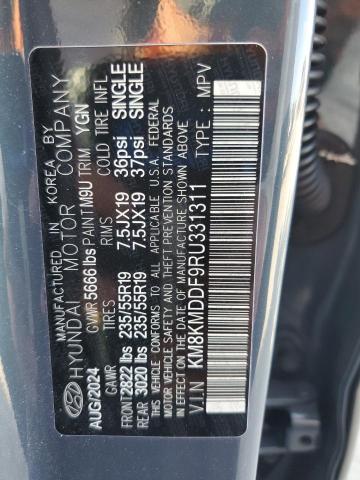 MANUFACTURED IN KOREA BY
HYUNDAI MOTOR COMPANY
AUG/2024 GVWR 5666 lbs PAINT M9U TRIM YGN
GAWR TIRES RIMS COLD TIRE INFL
FRONT 2822 lbs 235/55R19 7.5JX19 36psi SINGLE
REAR 3020 lbs 235/55R19 7.5JX19 37psi SINGLE
THIS VEHICLE CONFORMS TO ALL APPLICABLE U.S.A. FEDERAL
MOTOR VEHICLE SAFETY AND THEFT PREVENTION STANDARDS
IN EFFECT ON THE DATE OF MANUFACTURE SHOWN ABOVE.
V.I.N KM8KMDDF9RU331311 TYPE: MPV